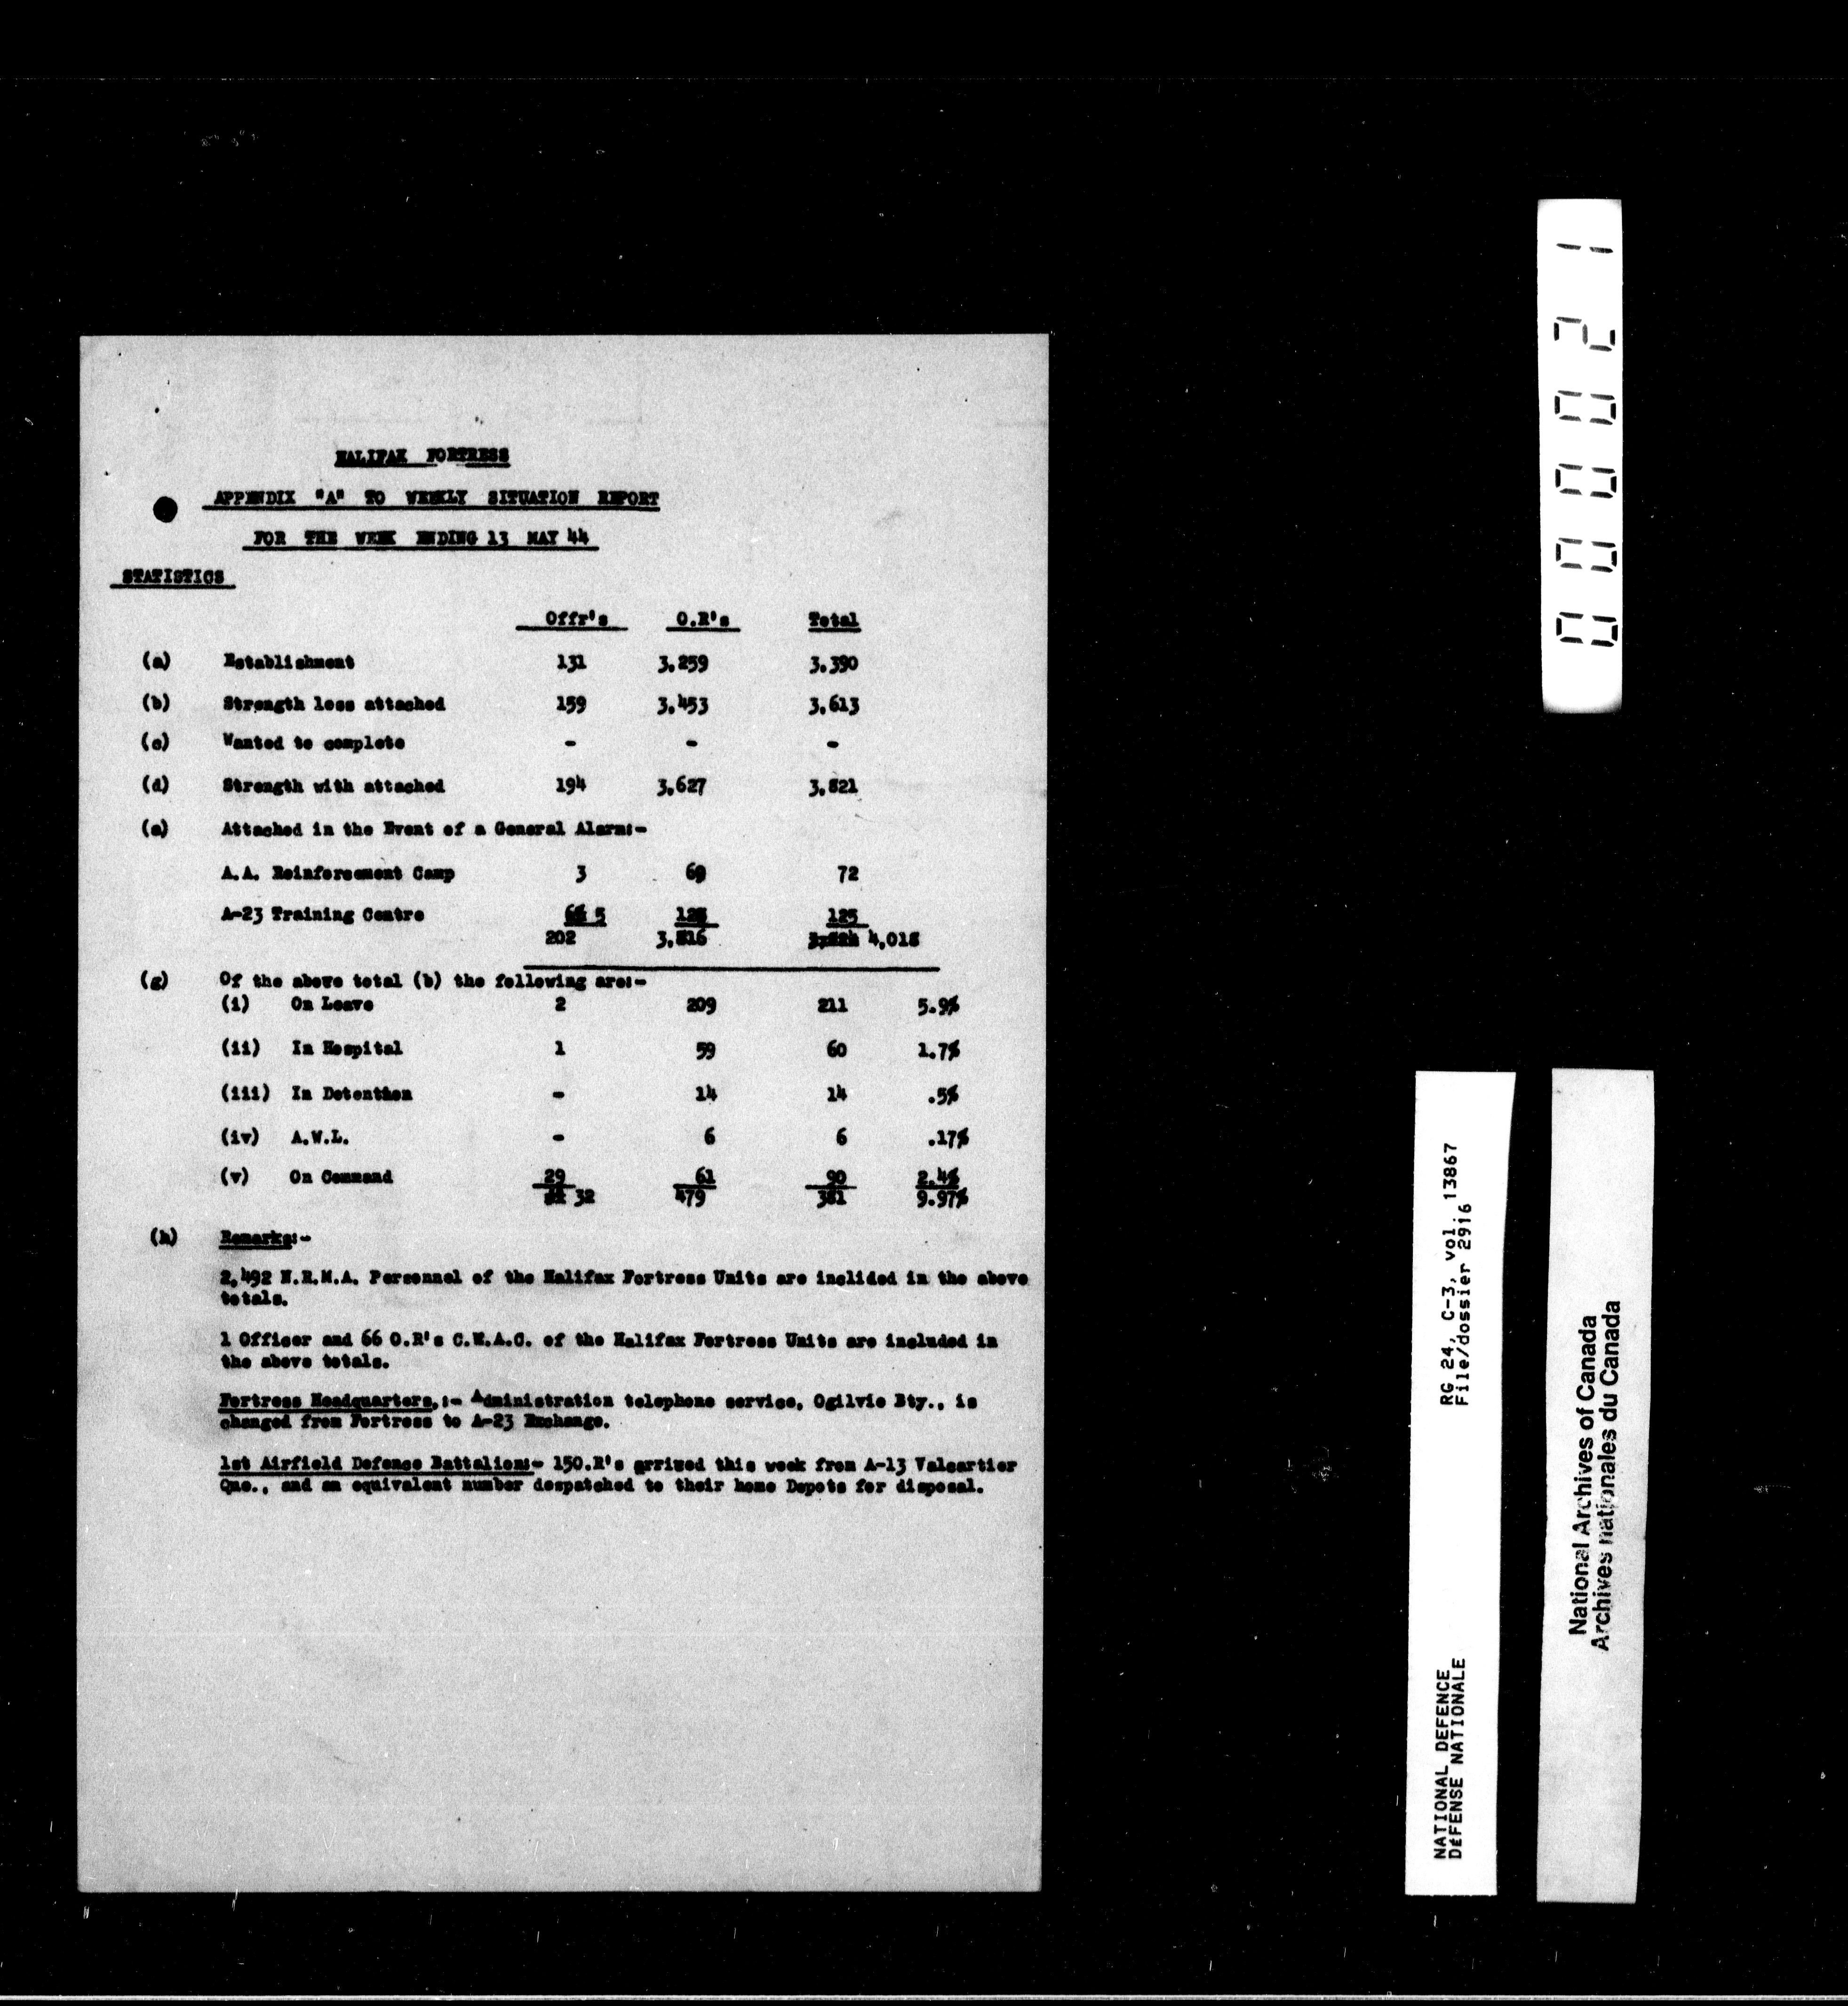 HALIFAX FORTRESS
APPENDIX "A" TO WEEKLY SITUATION REPORT
FOR THE WEEK ENDING 13 MAY 44
STATISTICS
Offr's O.R's Total
(a) Establishment 131 3,259 3,390
(b) Strength less attached 159 3,453 3,613
(c) Wanted to complete - - -
(d) Strength with attached 194 3,627 3,821
(e) Attached in the Event of a General Alarm:-
A.A. Reinforcement Camp 3 69 72
A-23 Training Centre 5 125
202 3,816 4,018
(g) Of the above total (b) the following are:-
(i) On Leave 2 209 211 5.9%
(ii) In Hospital 1 59 60 1.7%
(iii) In Detention - 14 14 .5%
(iv) A.W.L. - 6 6 .17%
(v) On Command 29 61 90 2.4%
32 479 381 9.97%
(h) Remarks:-
2,492 N.R.M.A. Personnel of the Halifax Fortress Units are inclided in the above
totals.
1 Officer and 66 O.R's C.W.A.C. of the Halifax Fortress Units are included in
the above totals.
Fortress Headquarters,:- Administration telephone service, Ogilvie Bty., is
changed from Fortress to A-23 Exchange.
1st Airfield Defence Battalion:- 150.R's arrived this week from A-13 Valcartier
Que., and an equivalent number despatched to their home Depots for disposal.
000021
RG 24, C-3, vol. 13867
File/dossier 2916
NATIONAL DEFENCE
DÉFENSE NATIONALE
National Archives of Canada
Archives nationales du Canada